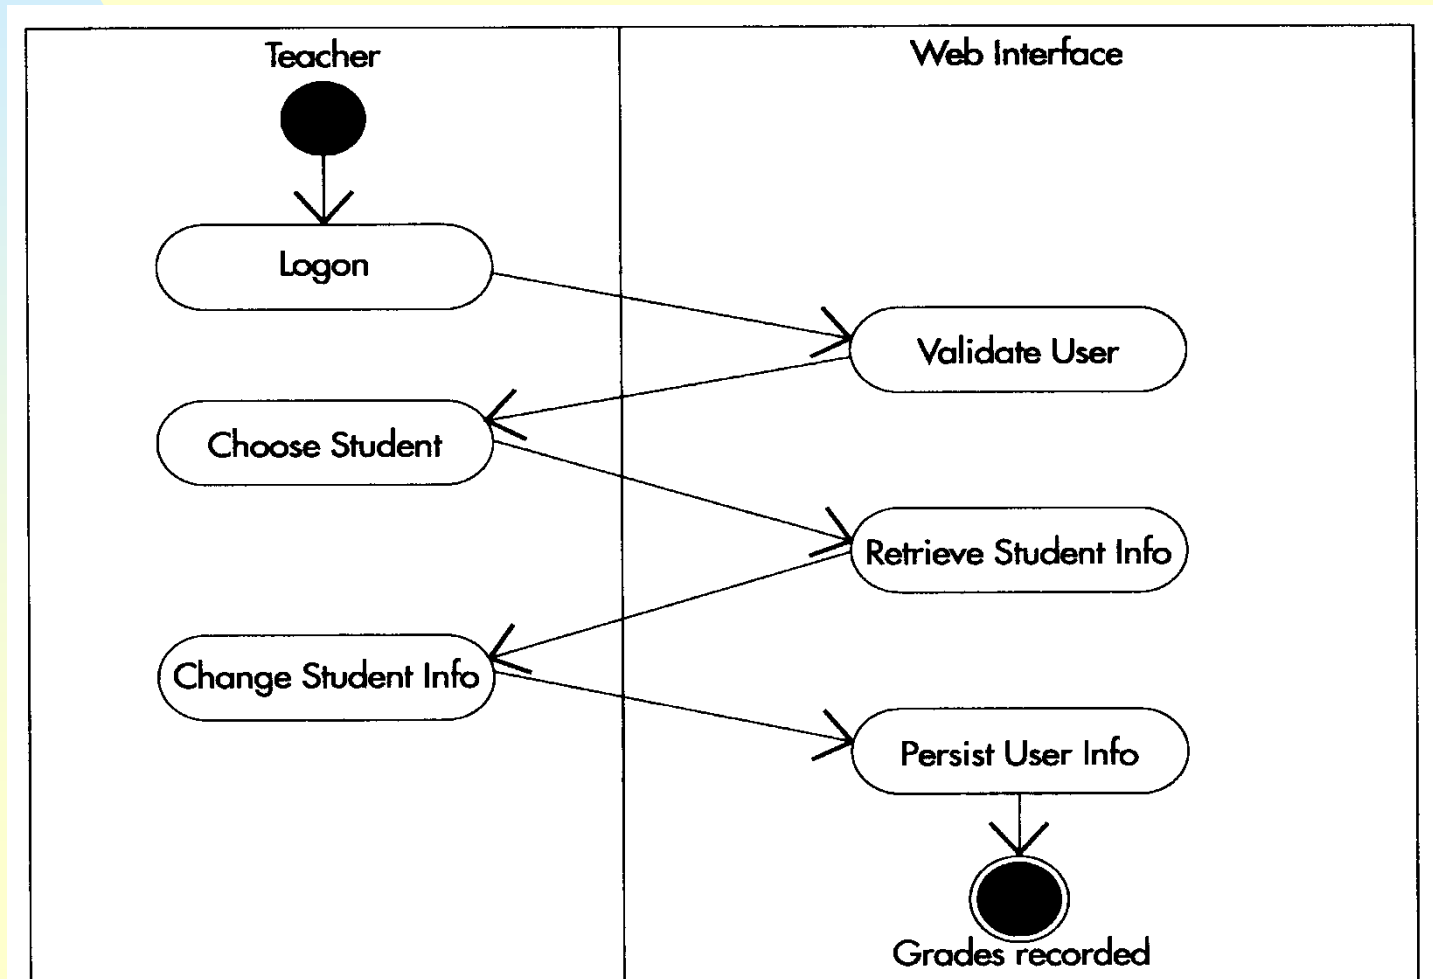 Teacher
Web Interface
Logon
Validate User
Choose Student
Retrieve Student Info
Change Student Info
Persist User Info
Grades recorded